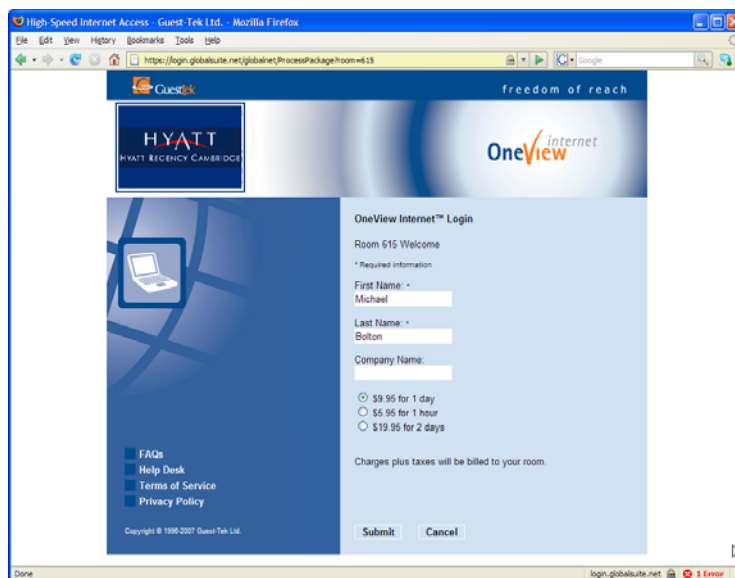 High-Speed Internet Access - Guest-Tek Ltd. - Mozilla Firefox
File Edit View History Bookmarks Tools Help
https://login.globalsuite.net/globalnet/ProcessPackage?room=615
Google
Guesttek
freedom of reach
HYATT
HYATT REGENCY CAMBRIDGE
OneView internet
OneView Internet™ Login
Room 615 Welcome
* Required information
First Name: *
Michael
Last Name: *
Bolton
Company Name:
$9.95 for 1 day
$5.95 for 1 hour
$19.95 for 2 days
Charges plus taxes will be billed to your room.
FAQs
Help Desk
Terms of Service
Privacy Policy
Copyright © 1996-2007 Guest-Tek Ltd.
Submit Cancel
Done
login.globalsuite.net
1 Error